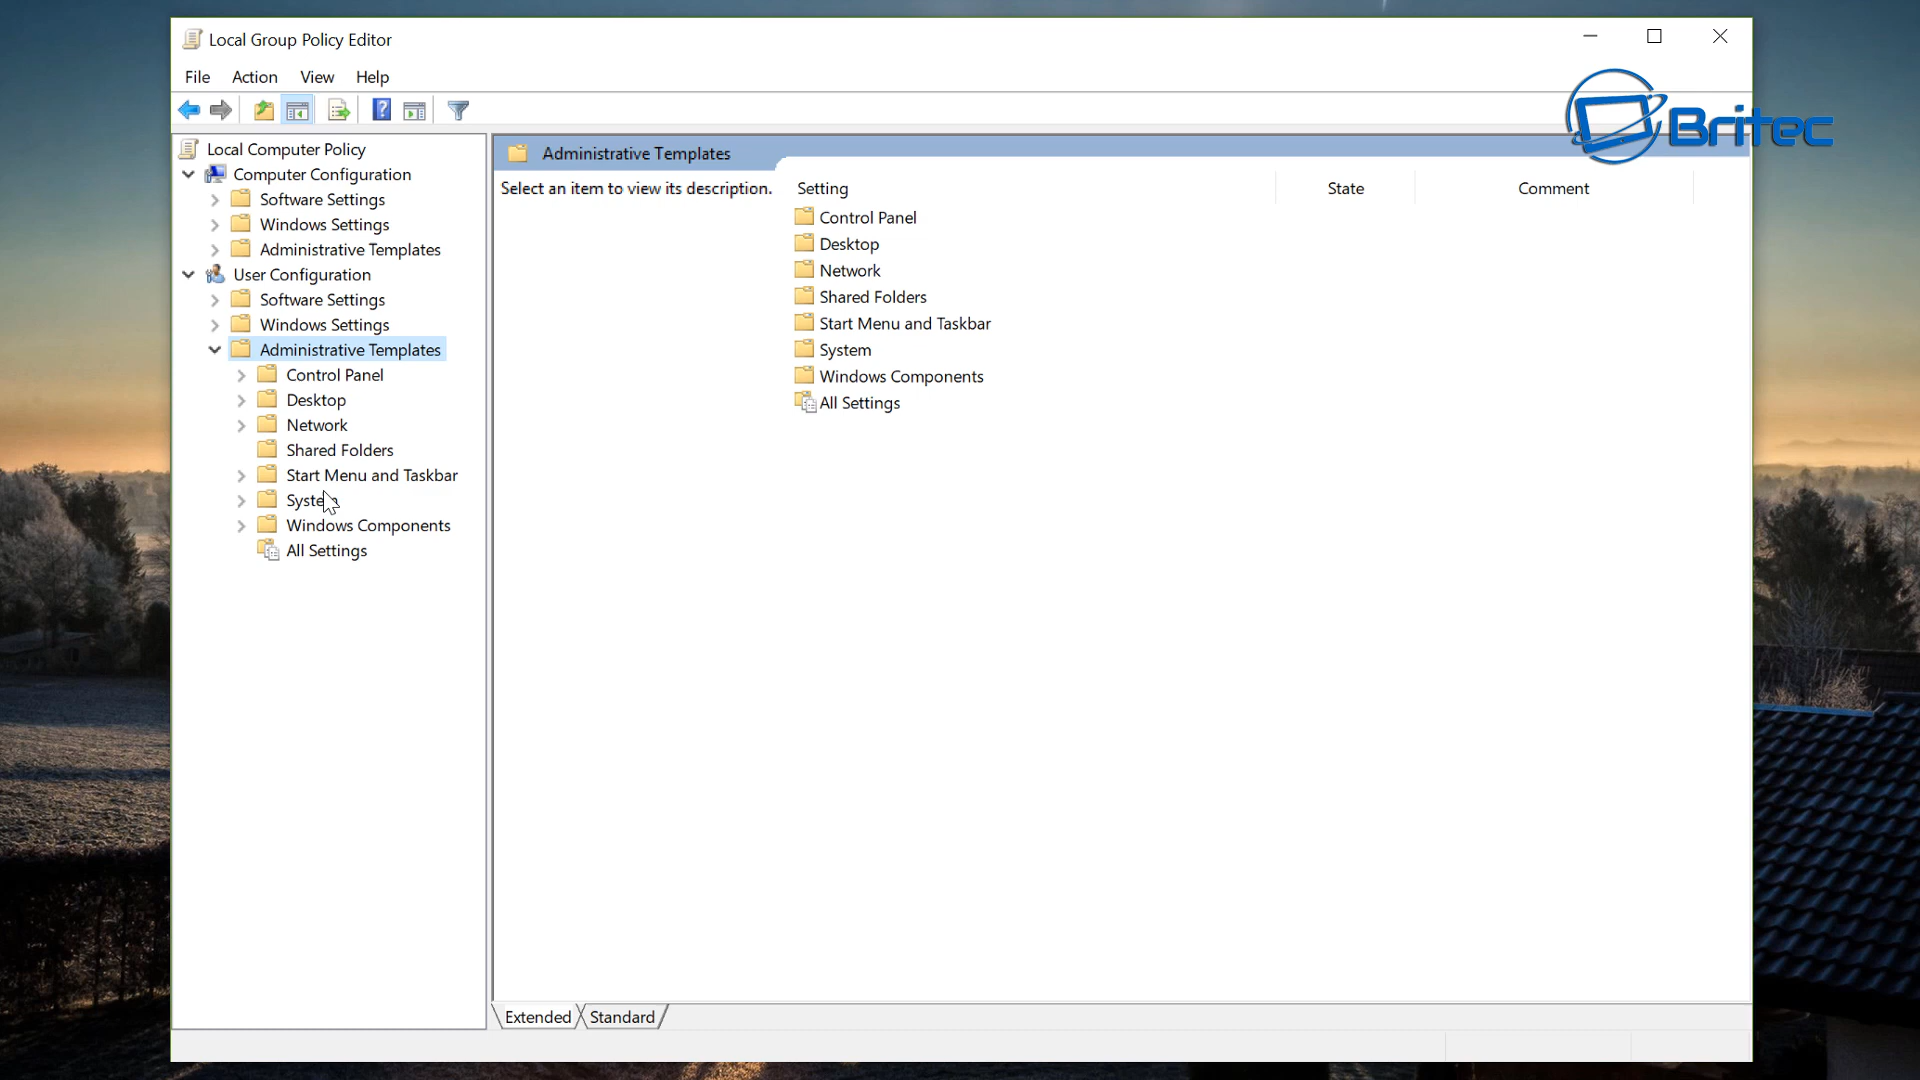 Local Group Policy Editor
File Action View Help
Britec
Local Computer Policy
Computer Configuration
Software Settings
Windows Settings
Administrative Templates
User Configuration
Software Settings
Windows Settings
Administrative Templates
Control Panel
Desktop
Network
Shared Folders
Start Menu and Taskbar
System
Windows Components
All Settings
Administrative Templates
Select an item to view its description.
Setting State Comment
Control Panel
Desktop
Network
Shared Folders
Start Menu and Taskbar
System
Windows Components
All Settings
Extended Standard